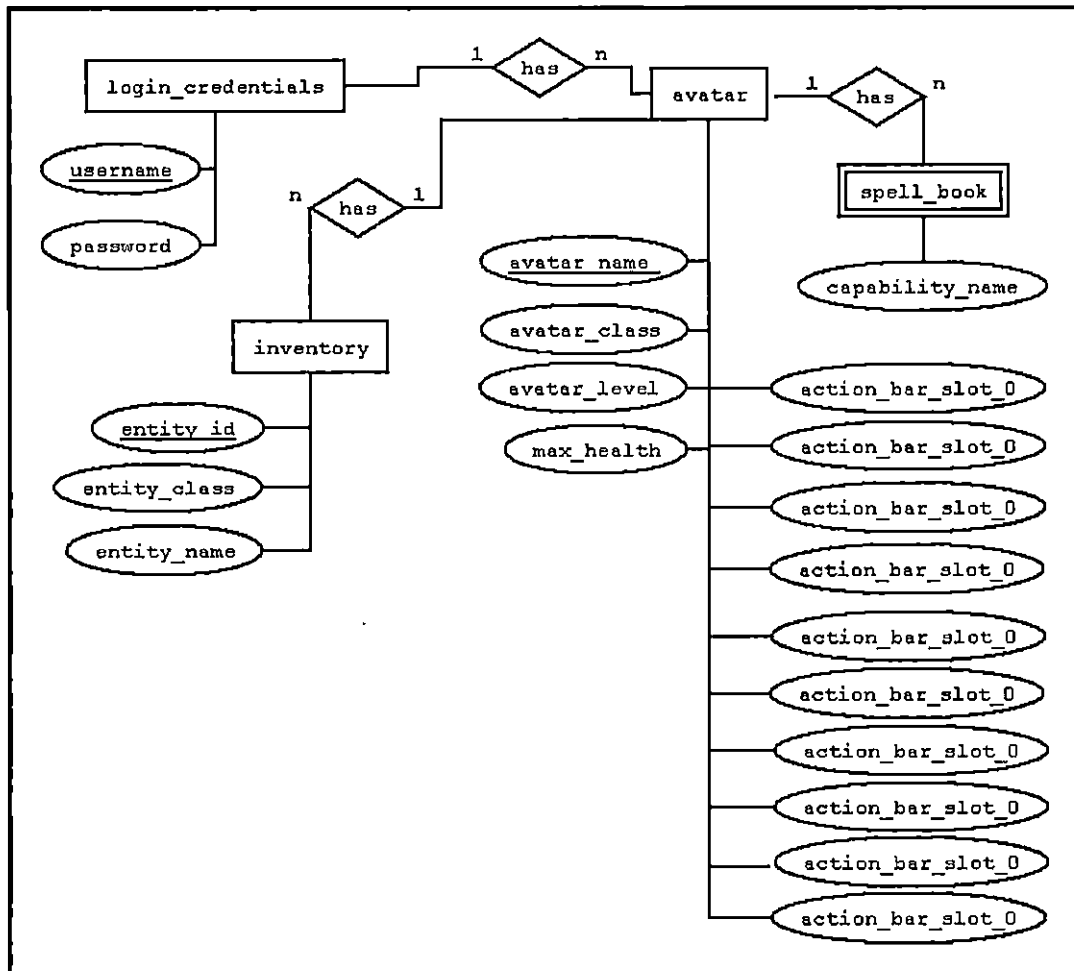 1
has
n
login_credentials
avatar
1
has
n
username
n
has
1
spell_book
password
avatar_name
capability_name
inventory
avatar_class
avatar_level
action_bar_slot_0
entity_id
max_health
action_bar_slot_0
entity_class
action_bar_slot_0
entity_name
action_bar_slot_0
action_bar_slot_0
action_bar_slot_0
action_bar_slot_0
action_bar_slot_0
action_bar_slot_0
action_bar_slot_0